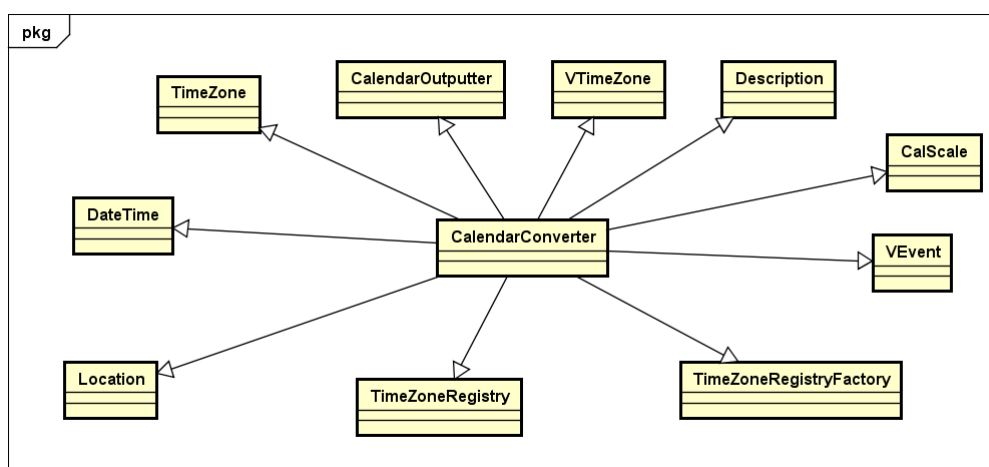 pkg
CalendarOutputter
VTimeZone
Description
TimeZone
CalScale
DateTime
CalendarConverter
VEvent
Location
TimeZoneRegistry
TimeZoneRegistryFactory